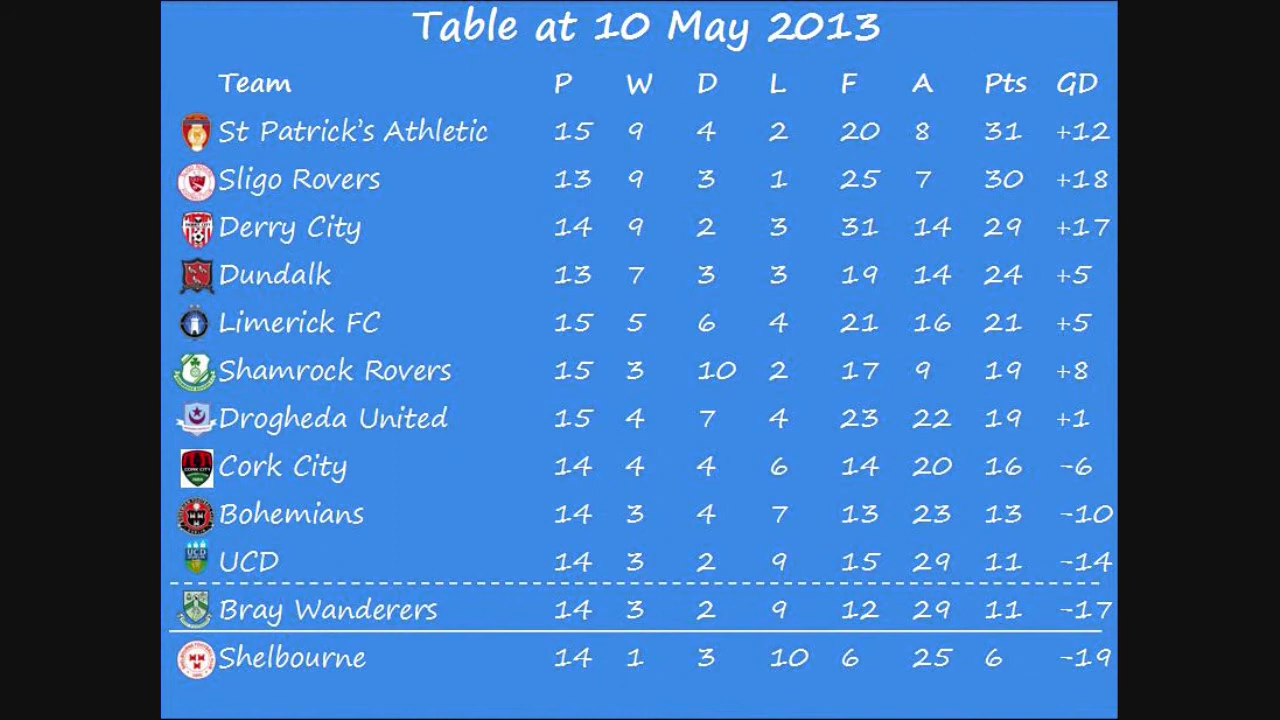 Table at 10 May 2013
Team P W D L F A Pts GD
St Patrick's Athletic 15 9 4 2 20 8 31 +12
Sligo Rovers 13 9 3 1 25 7 30 +18
Derry City 14 9 2 3 31 14 29 +17
Dundalk 13 7 3 3 19 14 24 +5
Limerick FC 15 5 6 4 21 16 21 +5
Shamrock Rovers 15 3 10 2 17 9 19 +8
Drogheda United 15 4 7 4 23 22 19 +1
Cork City 14 4 4 6 14 20 16 -6
Bohemians 14 3 4 7 13 23 13 -10
UCD 14 3 2 9 15 29 11 -14
Bray Wanderers 14 3 2 9 12 29 11 -17
Shelbourne 14 1 3 10 6 25 6 -19